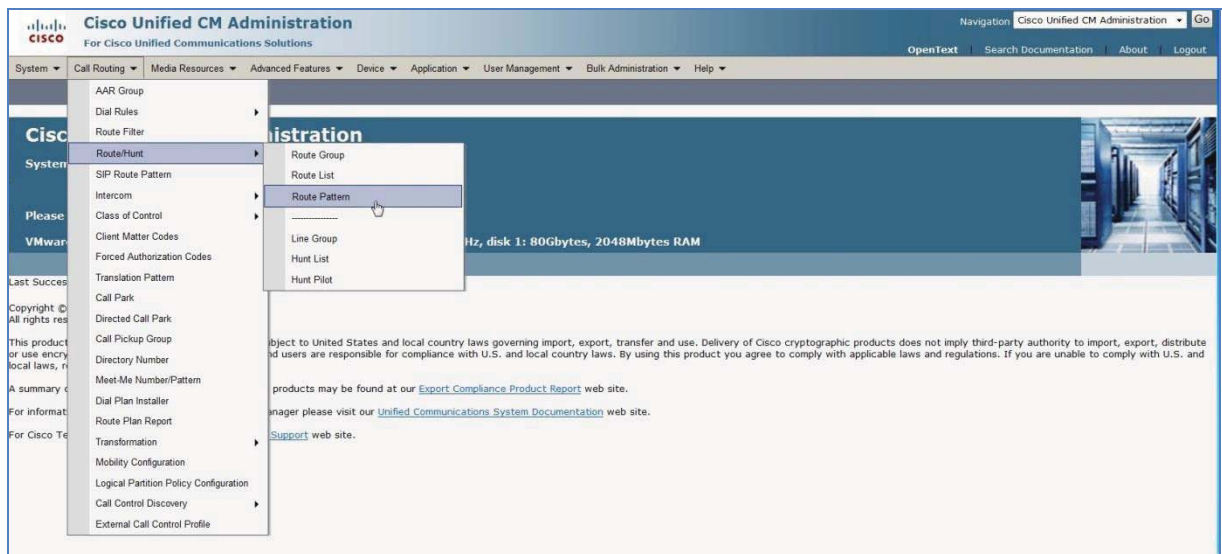 CISCO
Cisco Unified CM Administration
For Cisco Unified Communications Solutions
Navigation Cisco Unified CM Administration Go
OpenText Search Documentation About Logout
System Call Routing Media Resources Advanced Features Device Application User Management Bulk Administration Help
AAR Group
Dial Rules
Route Filter
Route/Hunt
SIP Route Pattern
Intercom
Class of Control
Client Matter Codes
Forced Authorization Codes
Translation Pattern
Call Park
Directed Call Park
Call Pickup Group
Directory Number
Meet-Me Number/Pattern
Dial Plan Installer
Route Plan Report
Transformation
Mobility Configuration
Logical Partition Policy Configuration
Call Control Discovery
External Call Control Profile
Route Group
Route List
Route Pattern
---------------
Line Group
Hunt List
Hunt Pilot
Cisc istration
System
Please
VMwar Hz, disk 1: 80Gbytes, 2048Mbytes RAM
Last Succes
Copyright ©
All rights res
This product bject to United States and local country laws governing import, export, transfer and use. Delivery of Cisco cryptographic products does not imply third-party authority to import, export, distribute
or use encry nd users are responsible for compliance with U.S. and local country laws. By using this product you agree to comply with applicable laws and regulations. If you are unable to comply with U.S. and
local laws, r
A summary products may be found at our Export Compliance Product Report web site.
For informat anager please visit our Unified Communications System Documentation web site.
For Cisco Te Support web site.